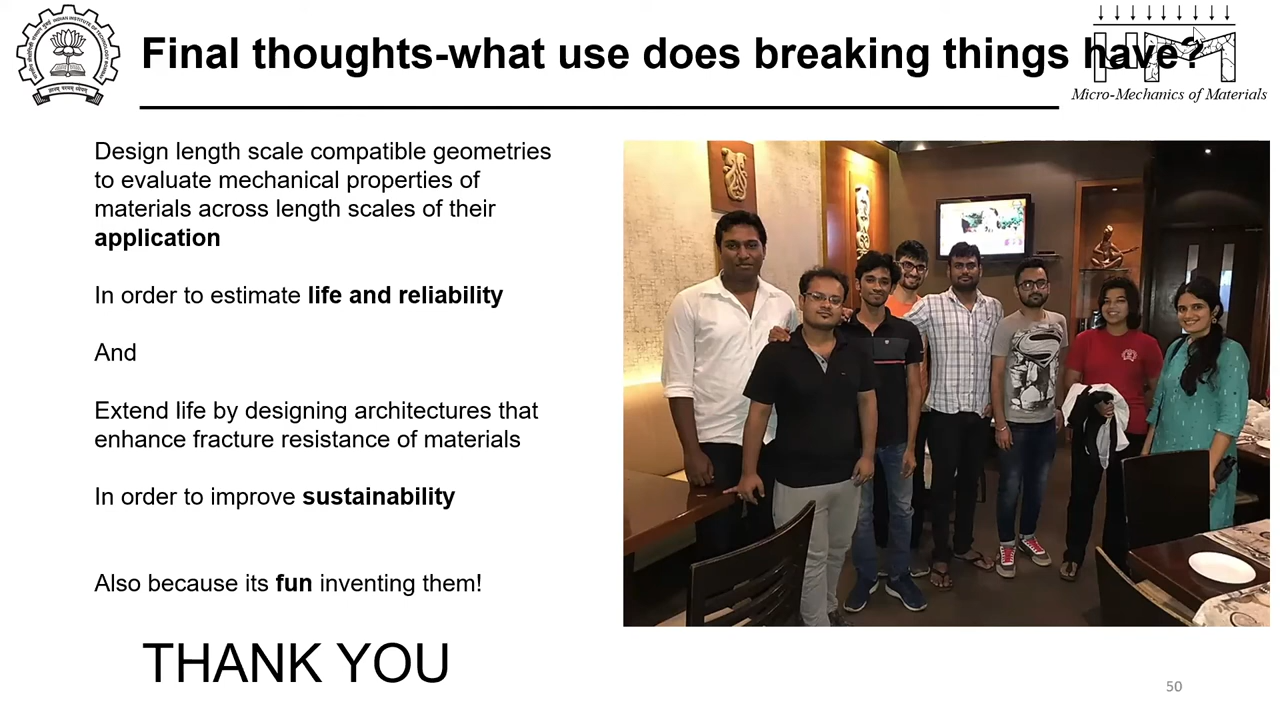 Final thoughts-what use does breaking things have?
Micro-Mechanics of Materials
Design length scale compatible geometries
to evaluate mechanical properties of
materials across length scales of their
application
In order to estimate life and reliability
And
Extend life by designing architectures that
enhance fracture resistance of materials
In order to improve sustainability
Also because its fun inventing them!
THANK YOU
50